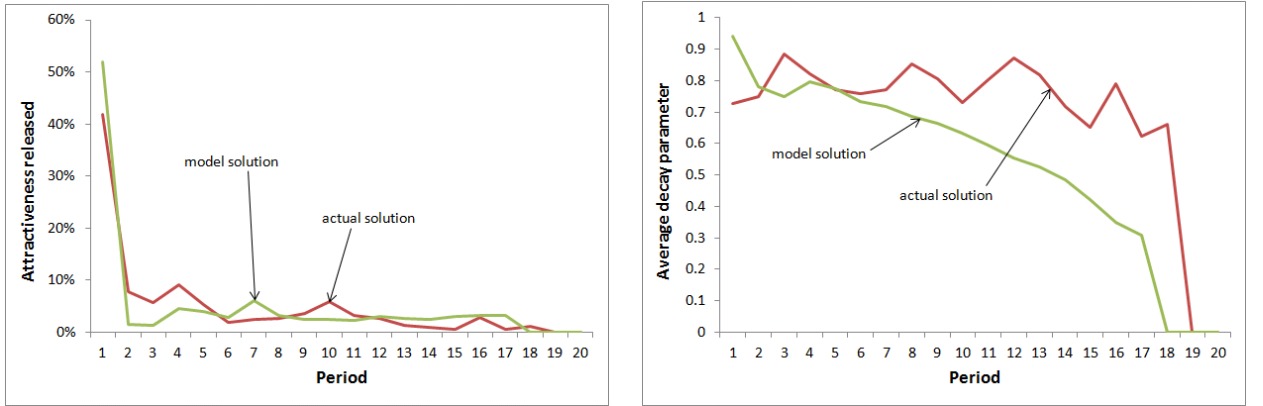 60%
50%
40%
30%
20%
10%
0%
Attractiveness released
model solution
actual solution
1 2 3 4 5 6 7 8 9 10 11 12 13 14 15 16 17 18 19 20
Period
1
0.9
0.8
0.7
0.6
0.5
0.4
0.3
0.2
0.1
0
Average decay parameter
model solution
actual solution
1 2 3 4 5 6 7 8 9 10 11 12 13 14 15 16 17 18 19 20
Period